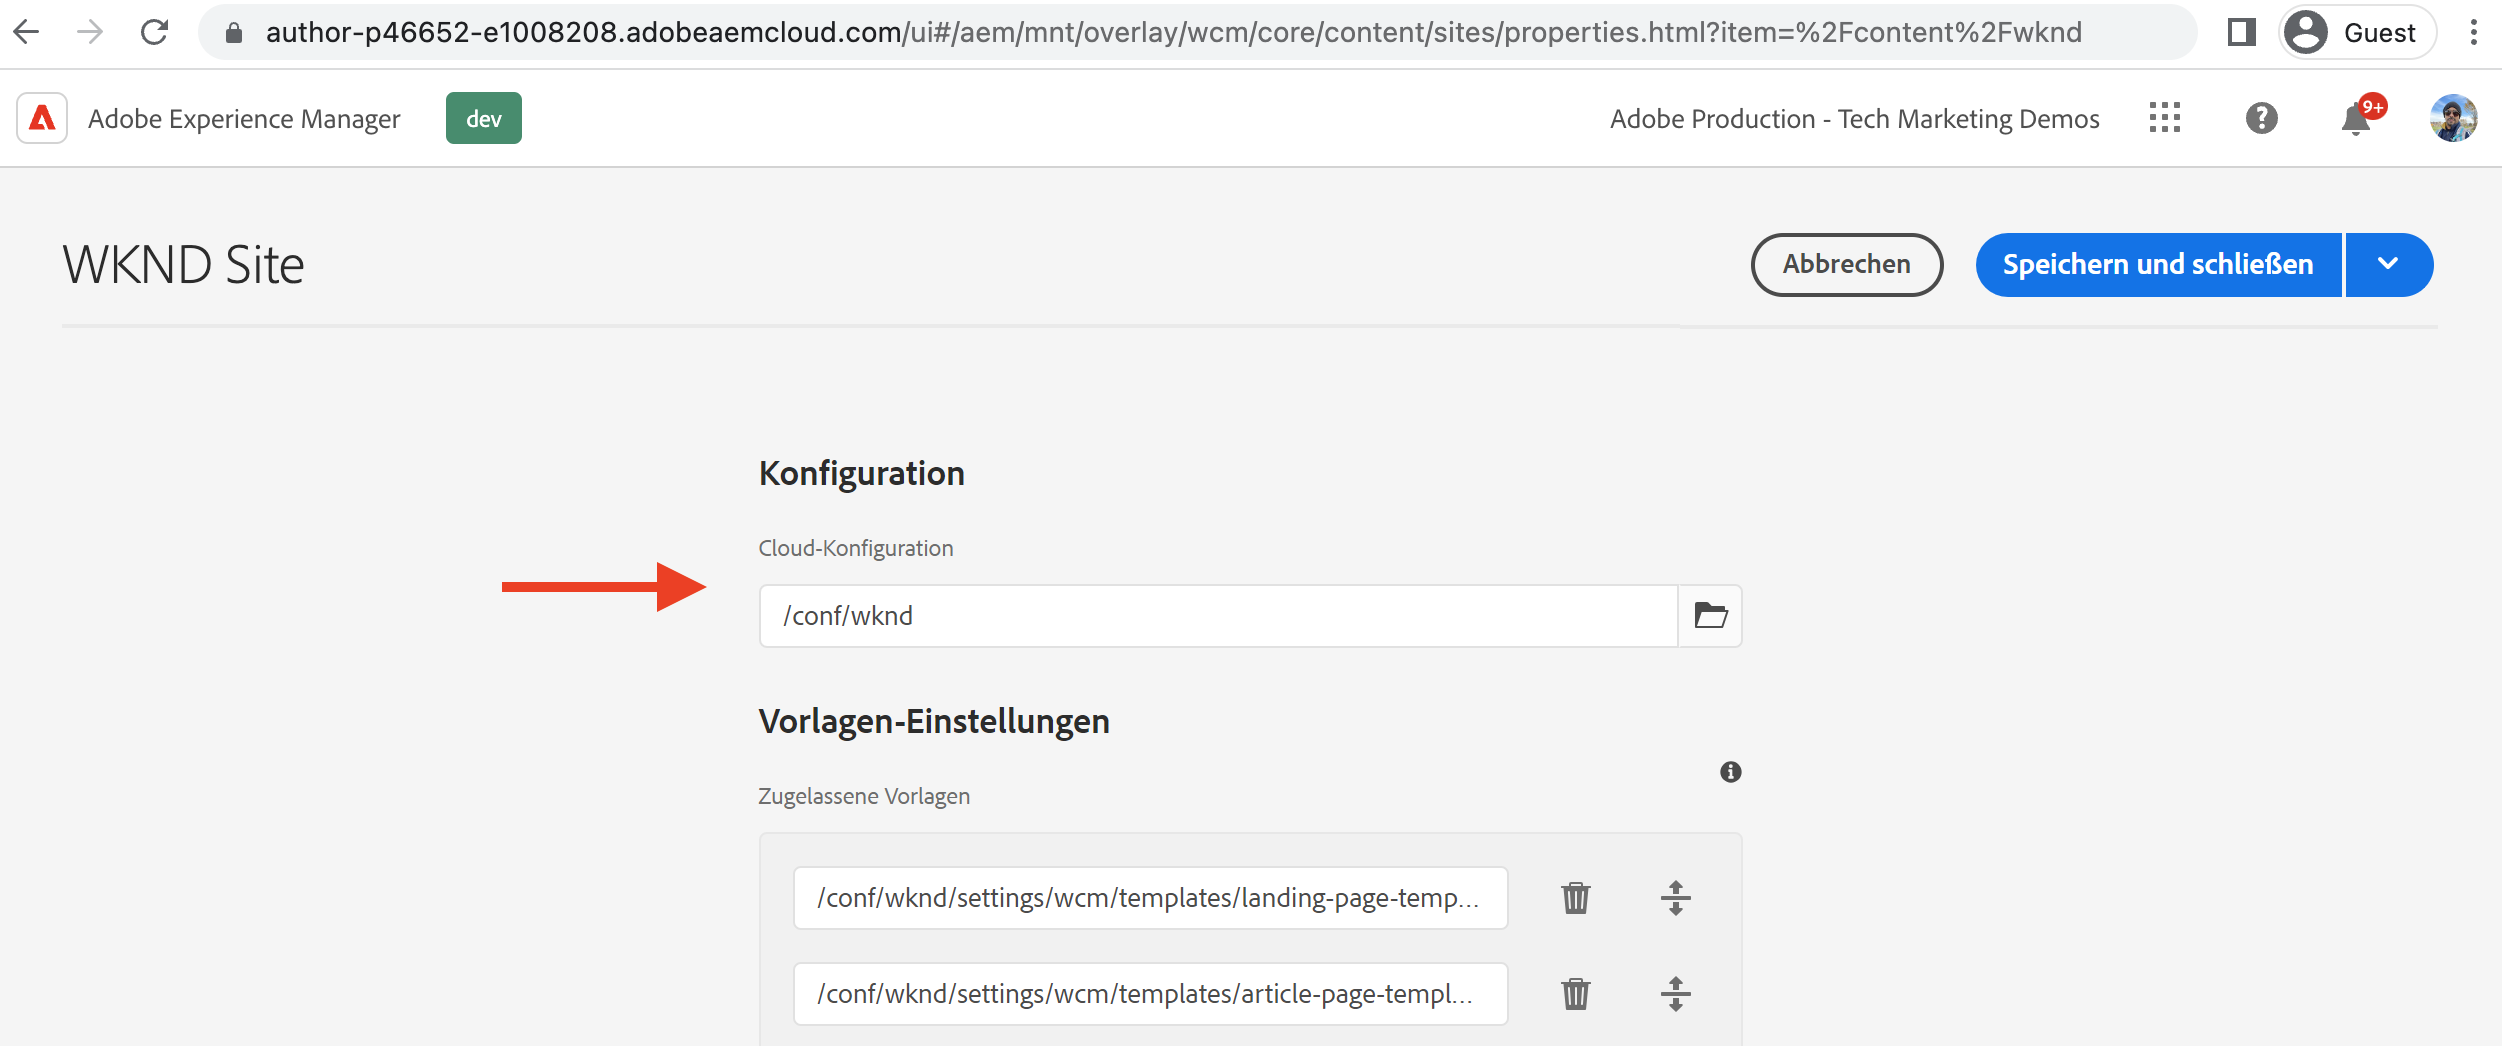 author-p46652-e1008208.adobeaemcloud.com/ui#/aem/mnt/overlay/wcm/core/content/sites/properties.html?item=%2Fcontent%2Fwknd
Guest
Adobe Experience Manager
dev
Adobe Production - Tech Marketing Demos
9+
WKND Site
Abbrechen
Speichern und schließen
Konfiguration
Cloud-Konfiguration
/conf/wknd
Vorlagen-Einstellungen
Zugelassene Vorlagen
/conf/wknd/settings/wcm/templates/landing-page-temp...
/conf/wknd/settings/wcm/templates/article-page-templ...